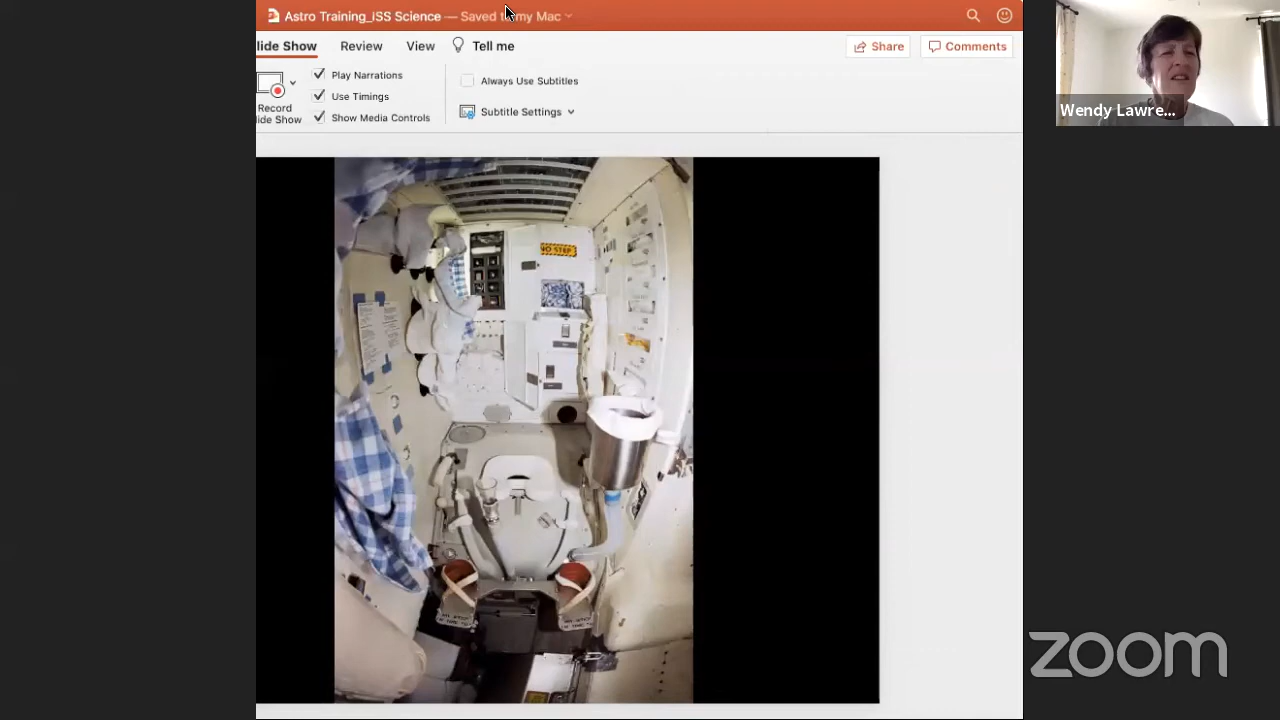 Astro Training_ISS Science — Saved to my Mac
lide Show
Review
View
Tell me
Share
Comments
Record
lide Show
Play Narrations
Use Timings
Show Media Controls
Always Use Subtitles
Subtitle Settings
NO STEP
Wendy Lawre...
zoom